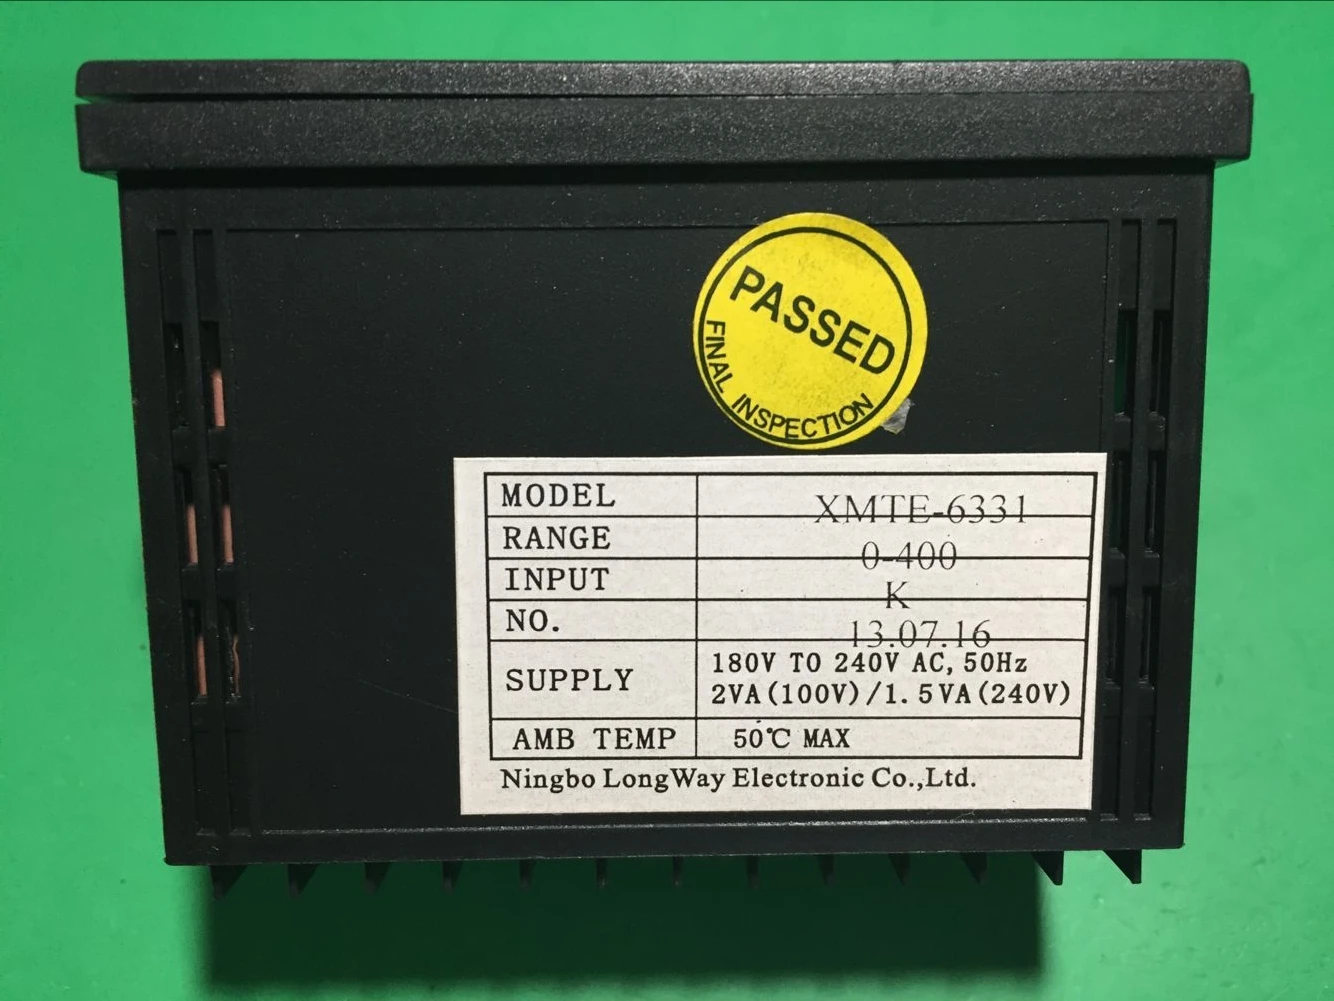 PASSED
FINAL INSPECTION
MODEL XMTE-6331
RANGE 0-400
INPUT K
NO. 13.07.16
SUPPLY 180V TO 240V AC, 50Hz
2VA(100V)/1.5VA(240V)
AMB TEMP 50℃ MAX
Ningbo LongWay Electronic Co.,Ltd.